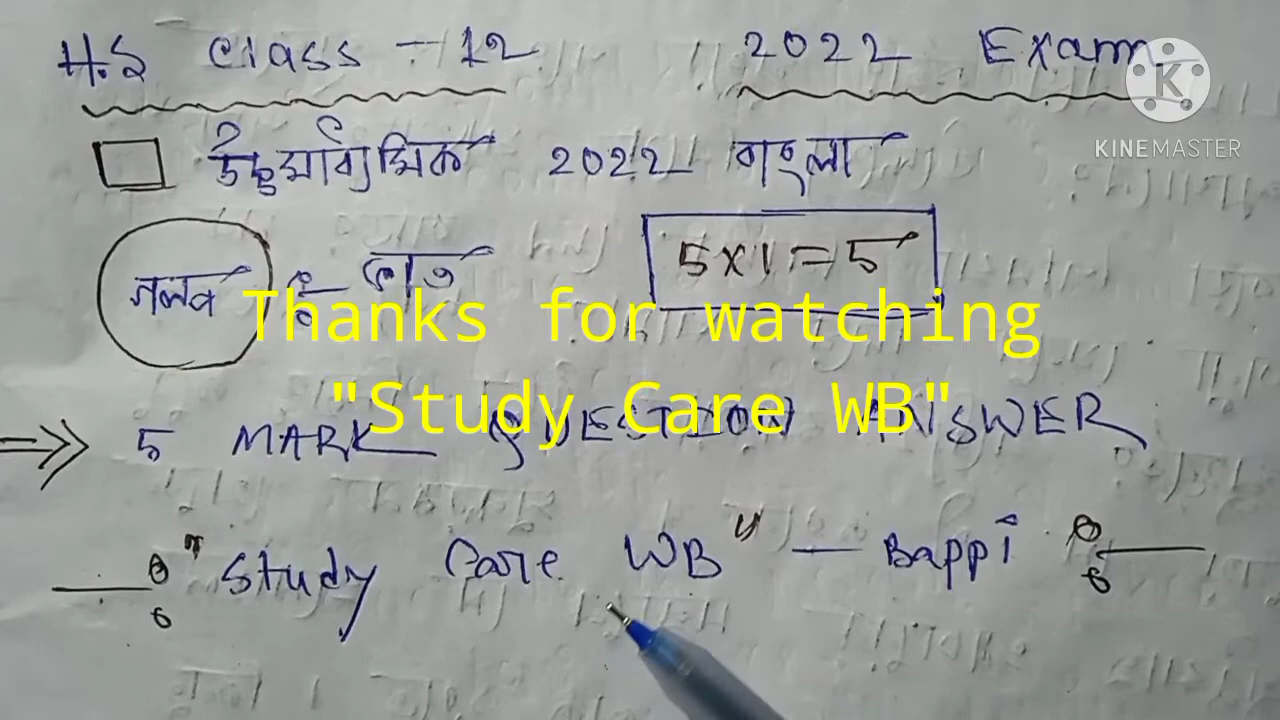 H.S Class - 12 2022 Exam
K
KINEMASTER
উচ্চমাধ্যমিক 2022 বাংলা
গল্প :- ভাত 5x1=5
Thanks for watching
"Study Care WB"
⇒ 5 MARK QUESTION ANSWER
"Study Care WB" — Bappi